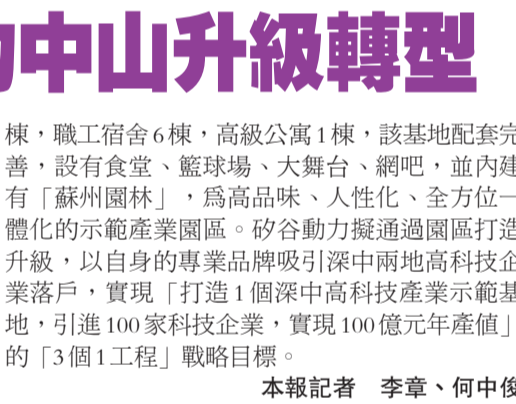 中山升級轉型
棟，職工宿舍6棟，高級公寓1棟，該基地配套完
善，設有食堂、籃球場、大舞台、網吧，並內建
有「蘇州園林」，為高品味、人性化、全方位一
體化的示範產業園區。矽谷動力擬通過園區打造
升級，以自身的專業品牌吸引深中兩地高科技企
業落戶，實現「打造1個深中高科技產業示範基
地，引進100家科技企業，實現100億元年產值」
的「3個1工程」戰略目標。
本報記者　李章、何中俊